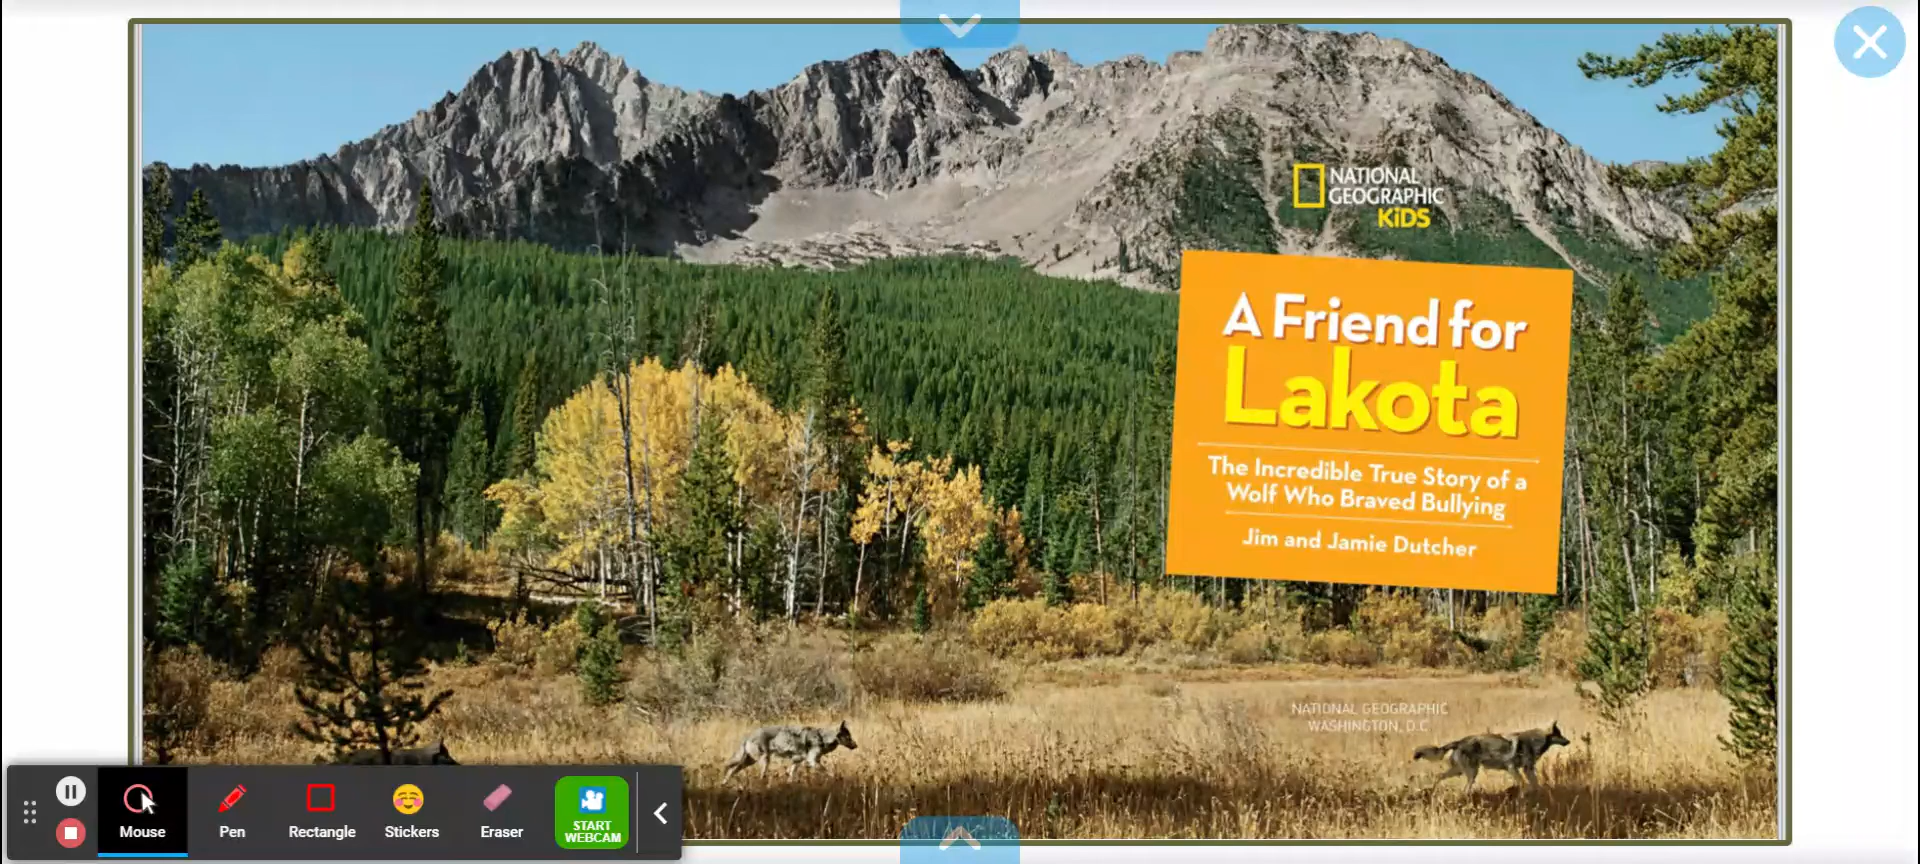 NATIONAL
GEOGRAPHIC
KiDS
A Friend for
Lakota
The Incredible True Story of a
Wolf Who Braved Bullying
Jim and Jamie Dutcher
NATIONAL GEOGRAPHIC
WASHINGTON, D.C.
Mouse
Pen
Rectangle
Stickers
Eraser
START
WEBCAM